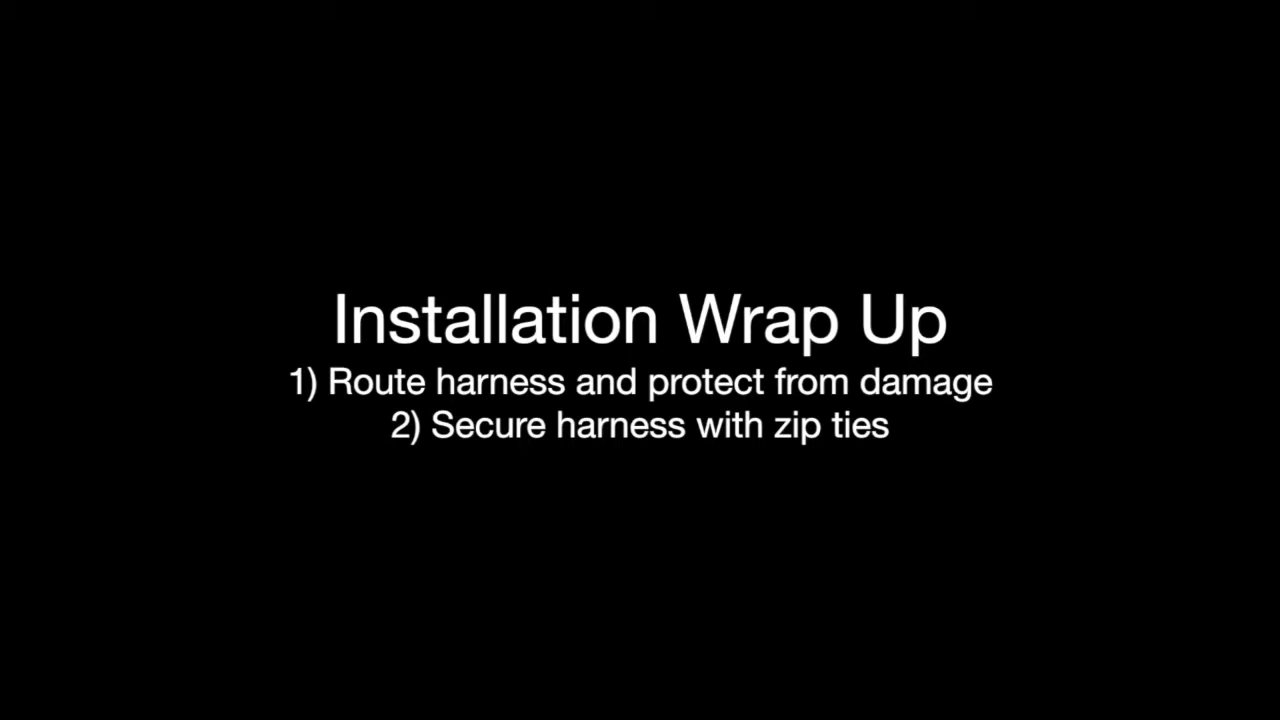 Installation Wrap Up
1) Route harness and protect from damage
2) Secure harness with zip ties